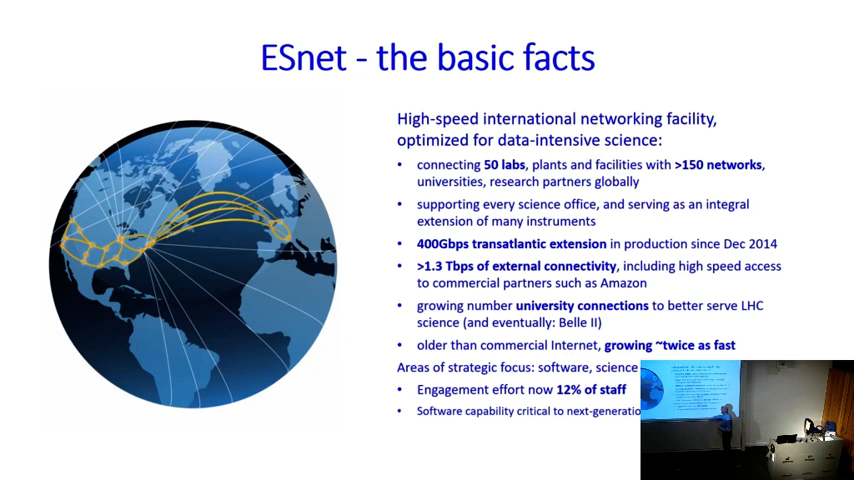 ESnet - the basic facts
High-speed international networking facility,
optimized for data-intensive science:
• connecting 50 labs, plants and facilities with >150 networks,
universities, research partners globally
• supporting every science office, and serving as an integral
extension of many instruments
• 400Gbps transatlantic extension in production since Dec 2014
• >1.3 Tbps of external connectivity, including high speed access
to commercial partners such as Amazon
• growing number university connections to better serve LHC
science (and eventually: Belle II)
• older than commercial Internet, growing ~twice as fast
Areas of strategic focus: software, science
• Engagement effort now 12% of staff
• Software capability critical to